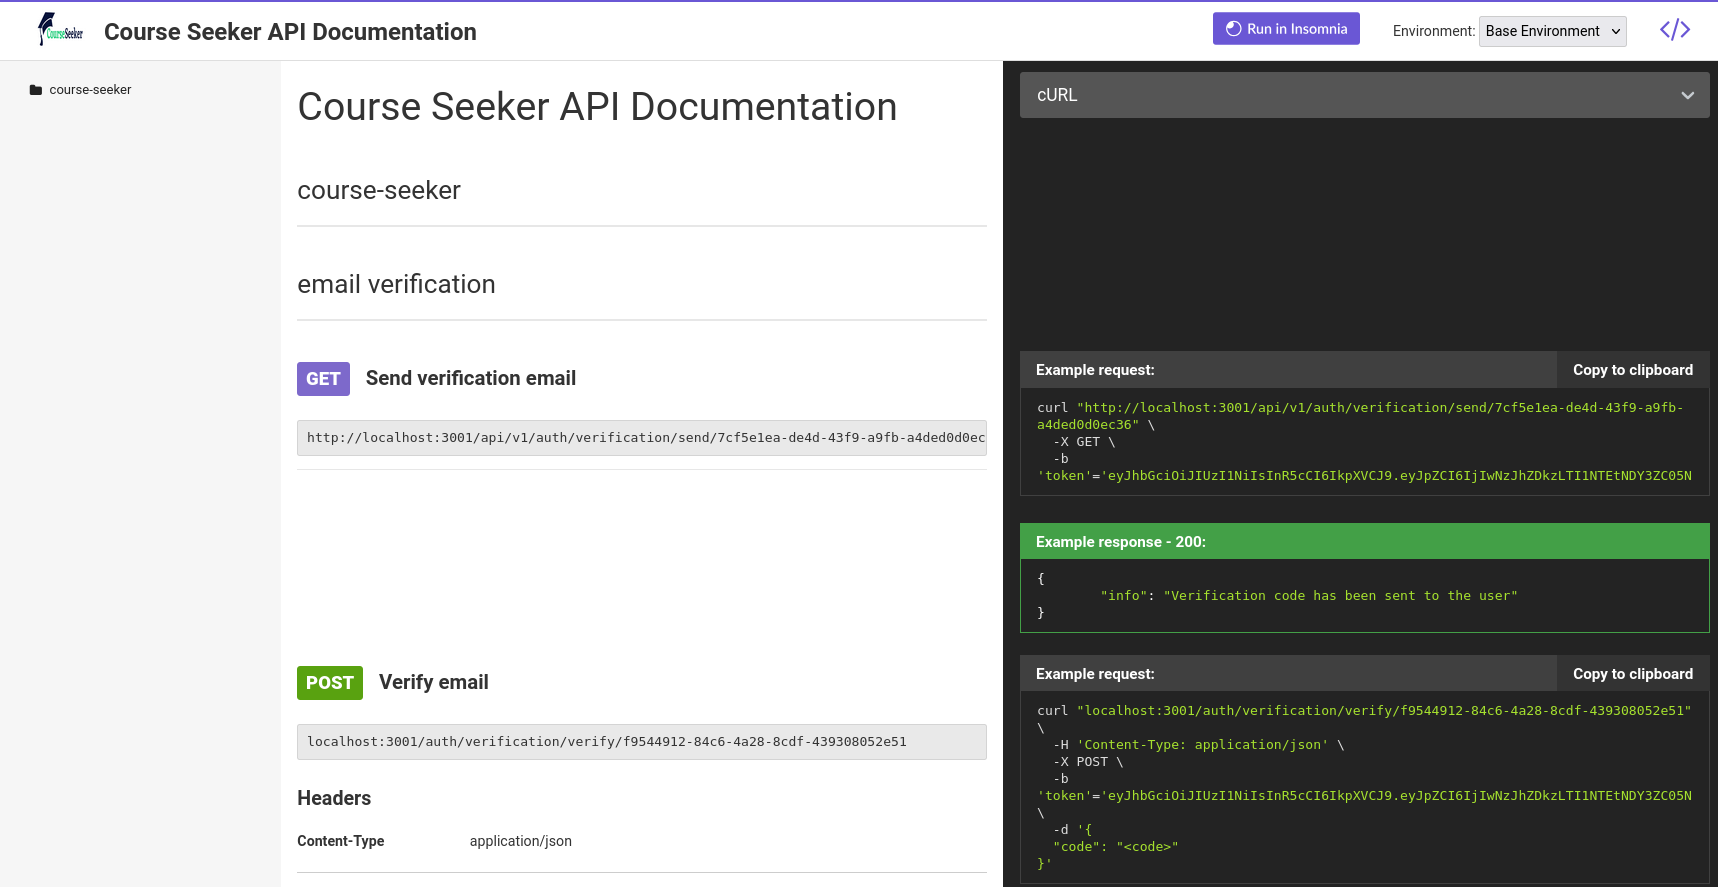 CourseSeeker
Course Seeker API Documentation
Run in Insomnia
Environment: Base Environment
course-seeker
Course Seeker API Documentation
course-seeker
email verification
GET Send verification email
http://localhost:3001/api/v1/auth/verification/send/7cf5e1ea-de4d-43f9-a9fb-a4ded0d0ec
POST Verify email
localhost:3001/auth/verification/verify/f9544912-84c6-4a28-8cdf-439308052e51
Headers
Content-Type application/json
cURL
Example request: Copy to clipboard
curl "http://localhost:3001/api/v1/auth/verification/send/7cf5e1ea-de4d-43f9-a9fb-
a4ded0d0ec36" \
-X GET \
-b
'token'='eyJhbGciOiJIUzI1NiIsInR5cCI6IkpXVCJ9.eyJpZCI6IjIwNzJhZDkzLTI1NTEtNDY3ZC05N
Example response - 200:
{
"info": "Verification code has been sent to the user"
}
Example request: Copy to clipboard
curl "localhost:3001/auth/verification/verify/f9544912-84c6-4a28-8cdf-439308052e51"
\
-H 'Content-Type: application/json' \
-X POST \
-b
'token'='eyJhbGciOiJIUzI1NiIsInR5cCI6IkpXVCJ9.eyJpZCI6IjIwNzJhZDkzLTI1NTEtNDY3ZC05N
\
-d '{
"code": "<code>"
}'